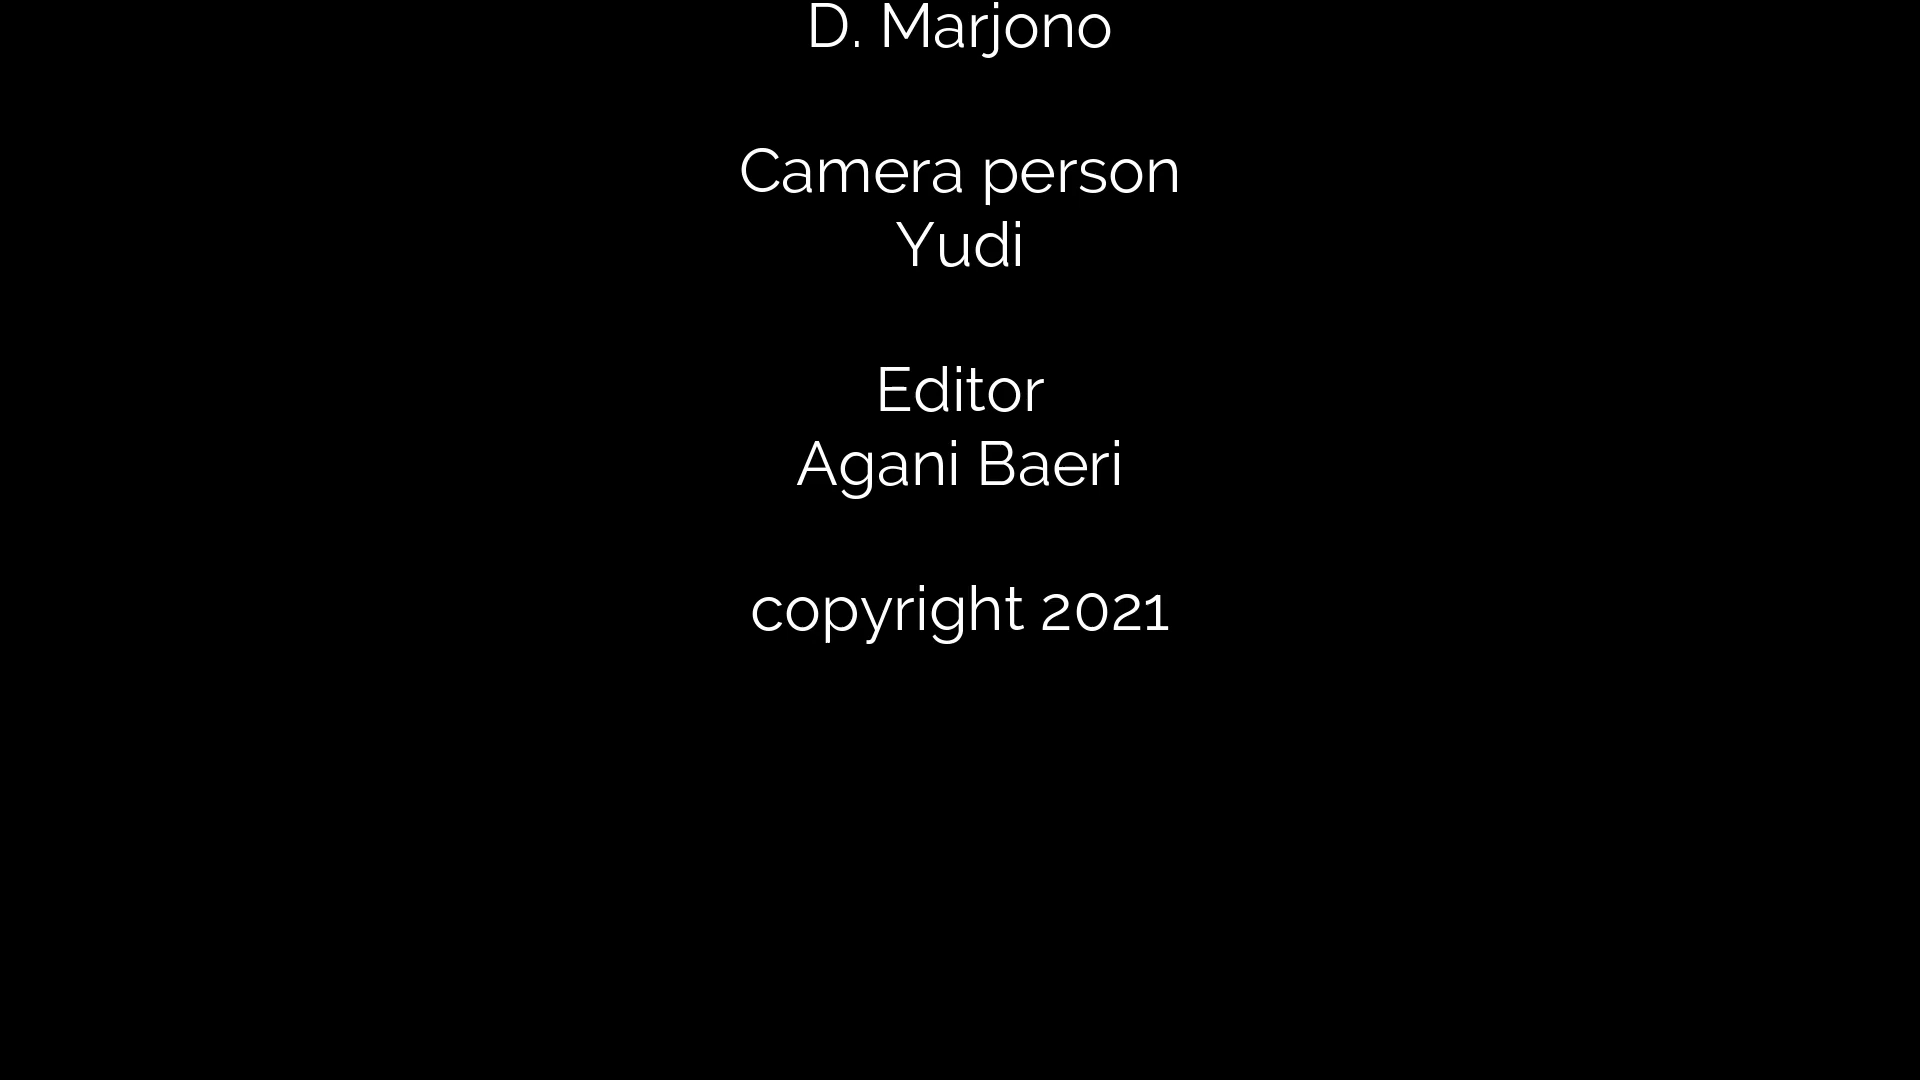 D. Marjono
Camera person
Yudi
Editor
Agani Baeri
copyright 2021